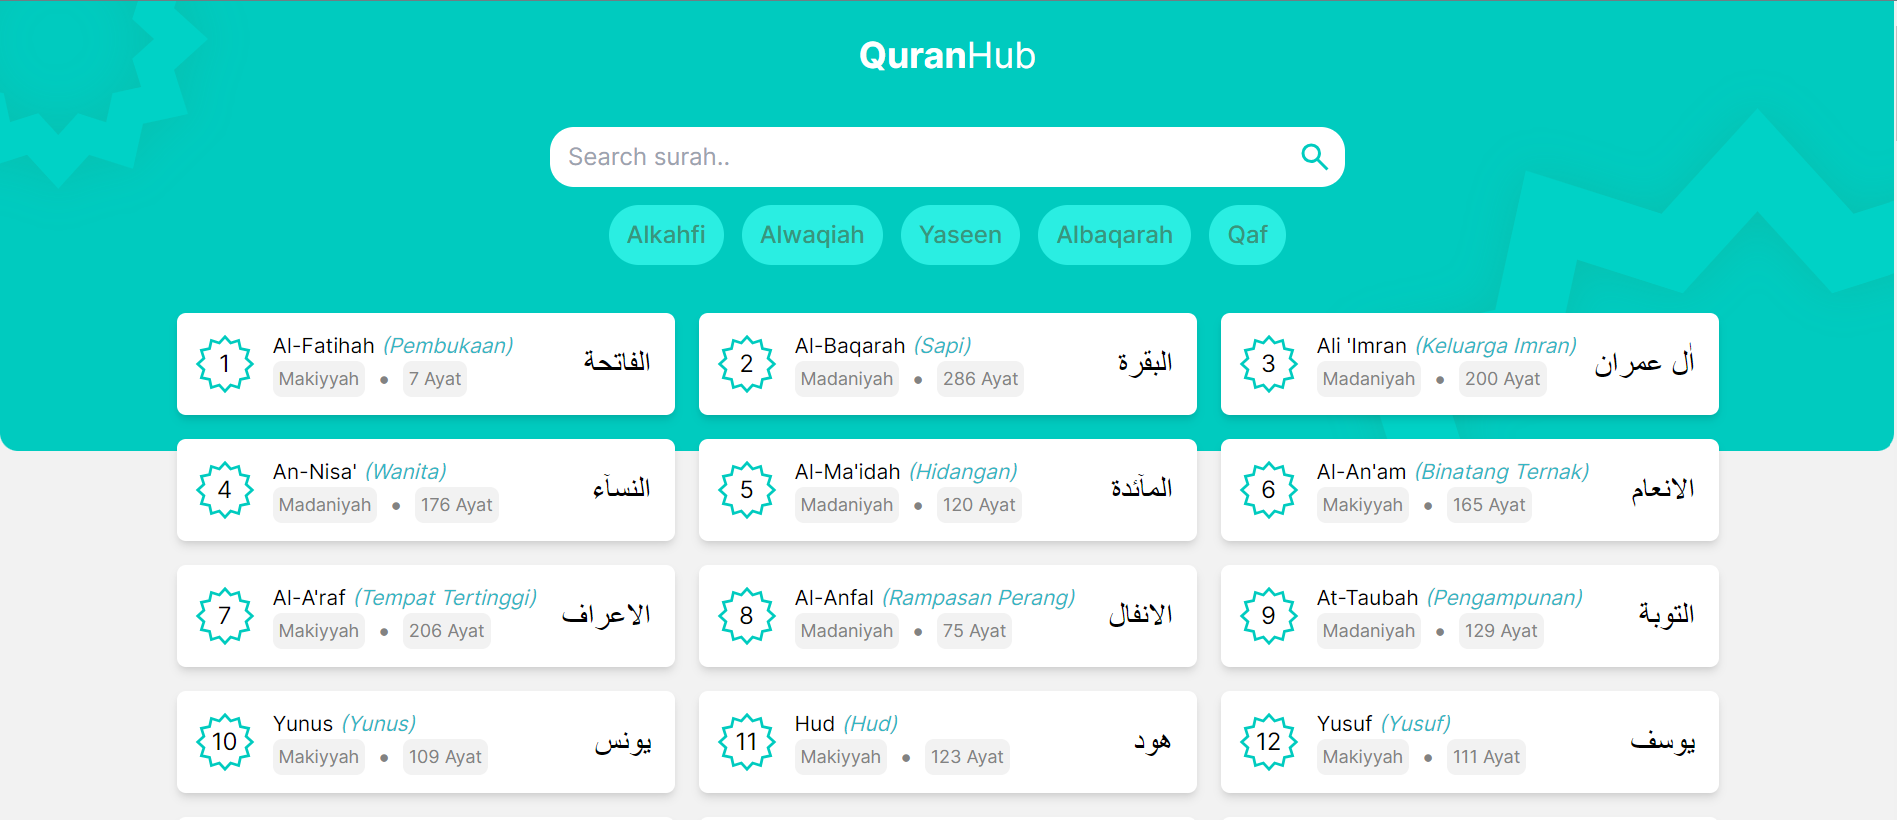 QuranHub
Search surah..
Alkahfi Alwaqiah Yaseen Albaqarah Qaf
1 Al-Fatihah (Pembukaan) الفاتحة
Makiyyah • 7 Ayat
2 Al-Baqarah (Sapi) البقرة
Madaniyah • 286 Ayat
3 Ali 'Imran (Keluarga Imran) اٰل عمران
Madaniyah • 200 Ayat
4 An-Nisa' (Wanita) النساۤء
Madaniyah • 176 Ayat
5 Al-Ma'idah (Hidangan) الماۤئدة
Madaniyah • 120 Ayat
6 Al-An'am (Binatang Ternak) الانعام
Makiyyah • 165 Ayat
7 Al-A'raf (Tempat Tertinggi) الاعراف
Makiyyah • 206 Ayat
8 Al-Anfal (Rampasan Perang) الانفال
Madaniyah • 75 Ayat
9 At-Taubah (Pengampunan) التوبة
Madaniyah • 129 Ayat
10 Yunus (Yunus) يونس
Makiyyah • 109 Ayat
11 Hud (Hud) هود
Makiyyah • 123 Ayat
12 Yusuf (Yusuf) يوسف
Makiyyah • 111 Ayat